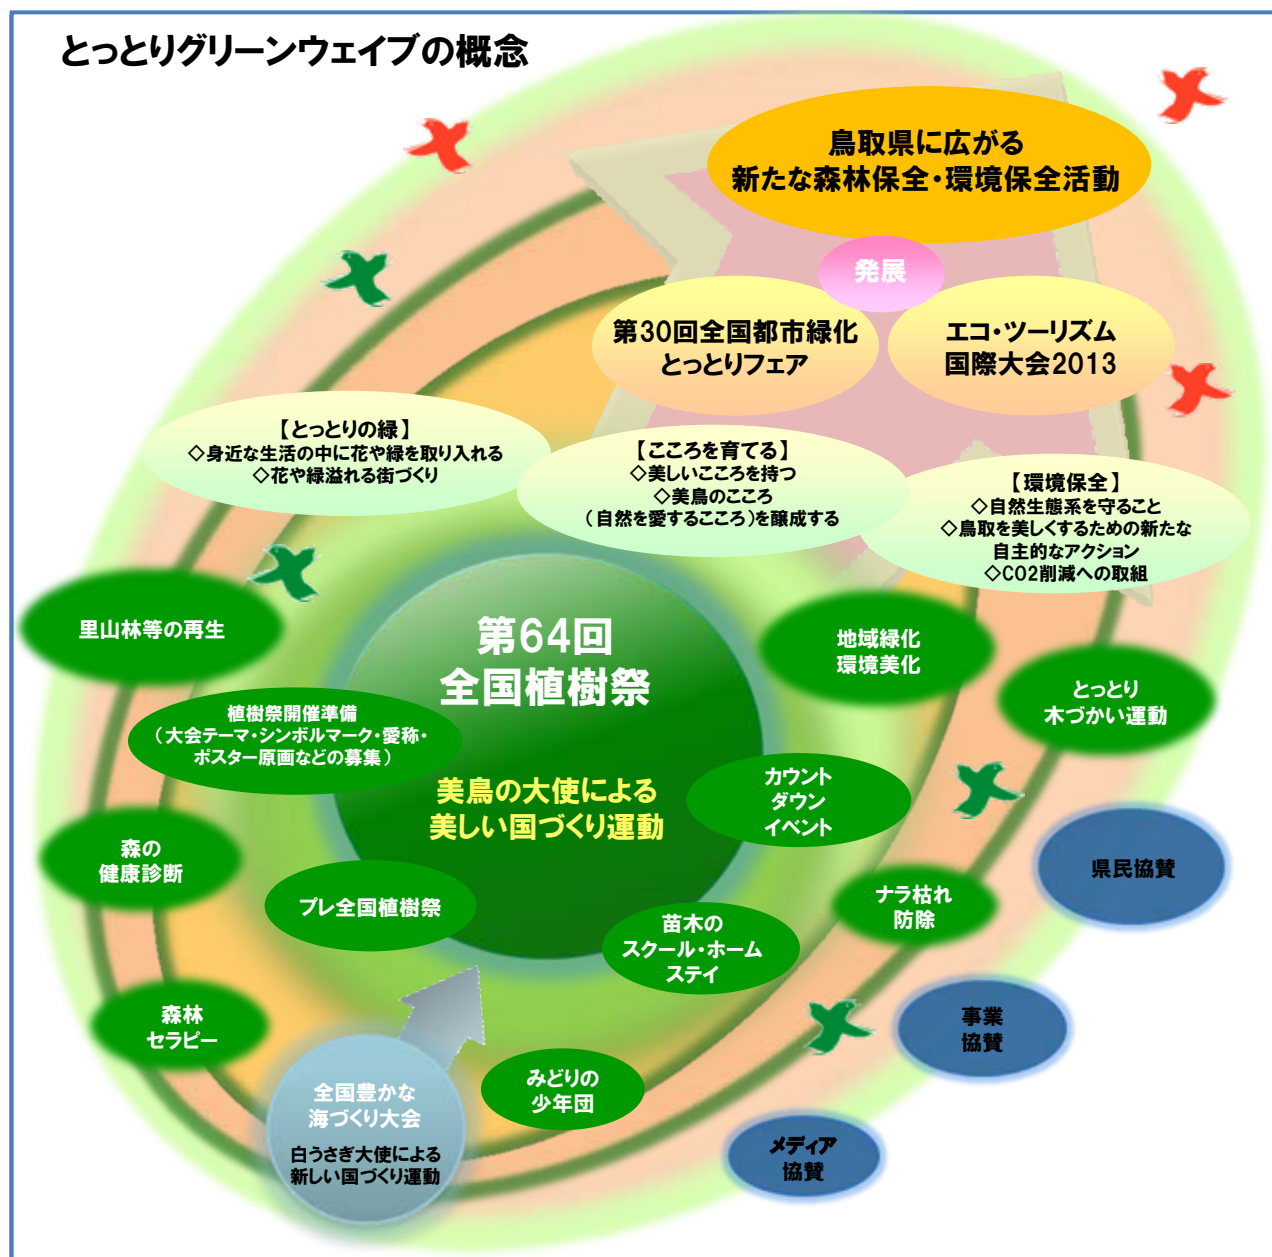 とっとりグリーンウェイブの概念
鳥取県に広がる
新たな森林保全・環境保全活動
発展
第30回全国都市緑化
とっとりフェア
エコ・ツーリズム
国際大会2013
【とっとりの緑】
◇身近な生活の中に花や緑を取り入れる
◇花や緑溢れる街づくり
【こころを育てる】
◇美しいこころを持つ
◇美鳥のこころ
（自然を愛するこころ）を醸成する
【環境保全】
◇自然生態系を守ること
◇鳥取を美しくするための新たな
自主的なアクション
◇CO2削減への取組
里山林等の再生
第64回
全国植樹祭
美鳥の大使による
美しい国づくり運動
地域緑化
環境美化
とっとり
木づかい運動
植樹祭開催準備
（大会テーマ・シンボルマーク・愛称・
ポスター原画などの募集）
カウント
ダウン
イベント
森の
健康診断
県民協賛
プレ全国植樹祭
ナラ枯れ
防除
苗木の
スクール・ホーム
ステイ
森林
セラピー
事業
協賛
全国豊かな
海づくり大会
白うさぎ大使による
新しい国づくり運動
みどりの
少年団
メディア
協賛